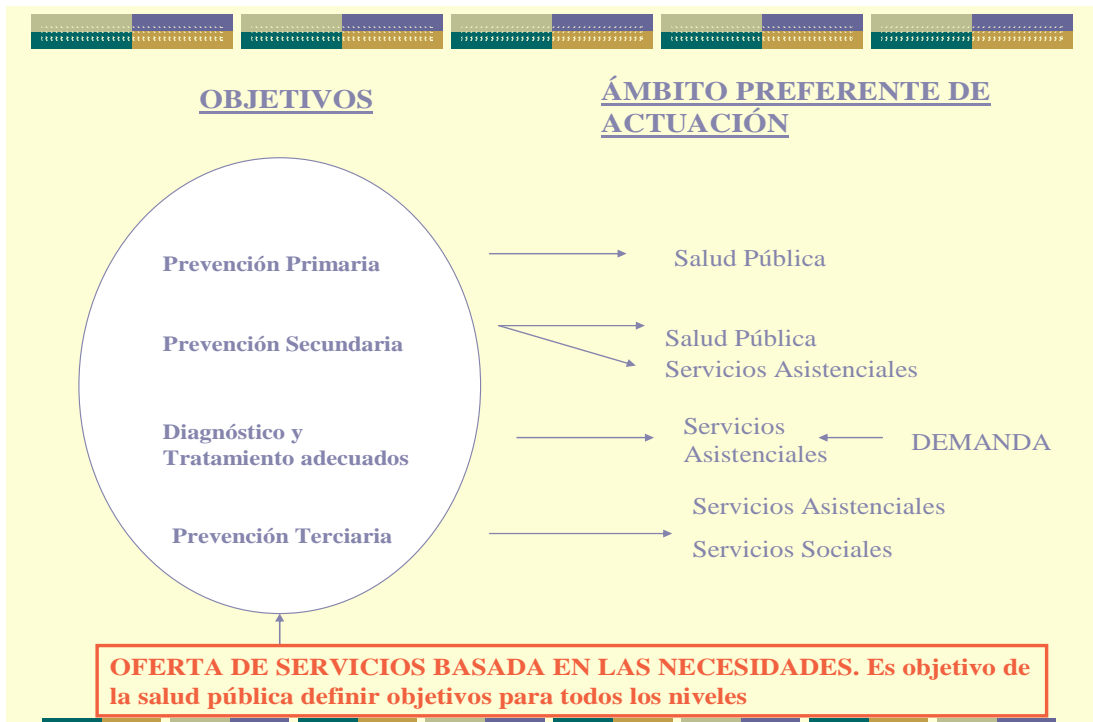 OBJETIVOS
ÁMBITO PREFERENTE DE
ACTUACIÓN
Prevención Primaria
Salud Pública
Prevención Secundaria
Salud Pública
Servicios Asistenciales
Diagnóstico y
Tratamiento adecuados
Servicios
Asistenciales
DEMANDA
Prevención Terciaria
Servicios Asistenciales
Servicios Sociales
OFERTA DE SERVICIOS BASADA EN LAS NECESIDADES. Es objetivo de
la salud pública definir objetivos para todos los niveles